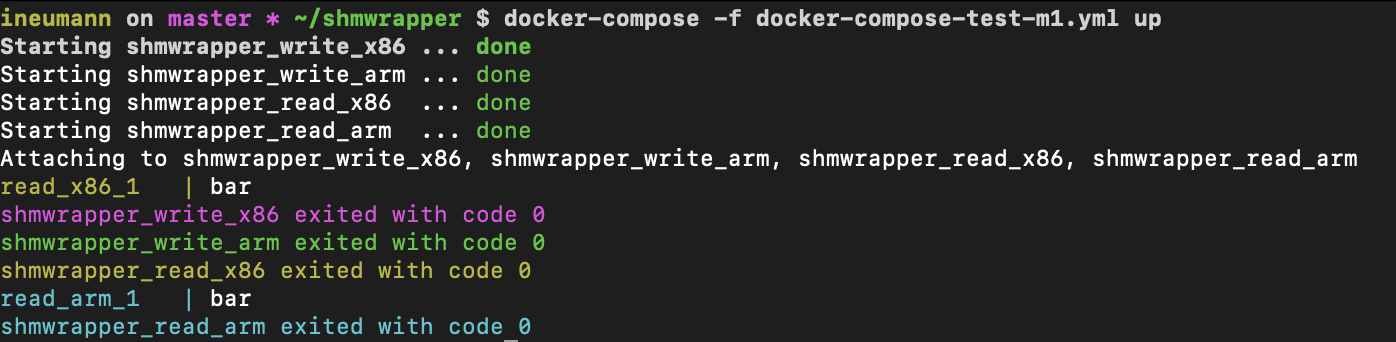 ineumann on master * ~/shmwrapper $ docker-compose -f docker-compose-test-m1.yml up
Starting shmwrapper_write_x86 ... done
Starting shmwrapper_write_arm ... done
Starting shmwrapper_read_x86  ... done
Starting shmwrapper_read_arm  ... done
Attaching to shmwrapper_write_x86, shmwrapper_write_arm, shmwrapper_read_x86, shmwrapper_read_arm
read_x86_1   | bar
shmwrapper_write_x86 exited with code 0
shmwrapper_write_arm exited with code 0
shmwrapper_read_x86 exited with code 0
read_arm_1   | bar
shmwrapper_read_arm exited with code 0